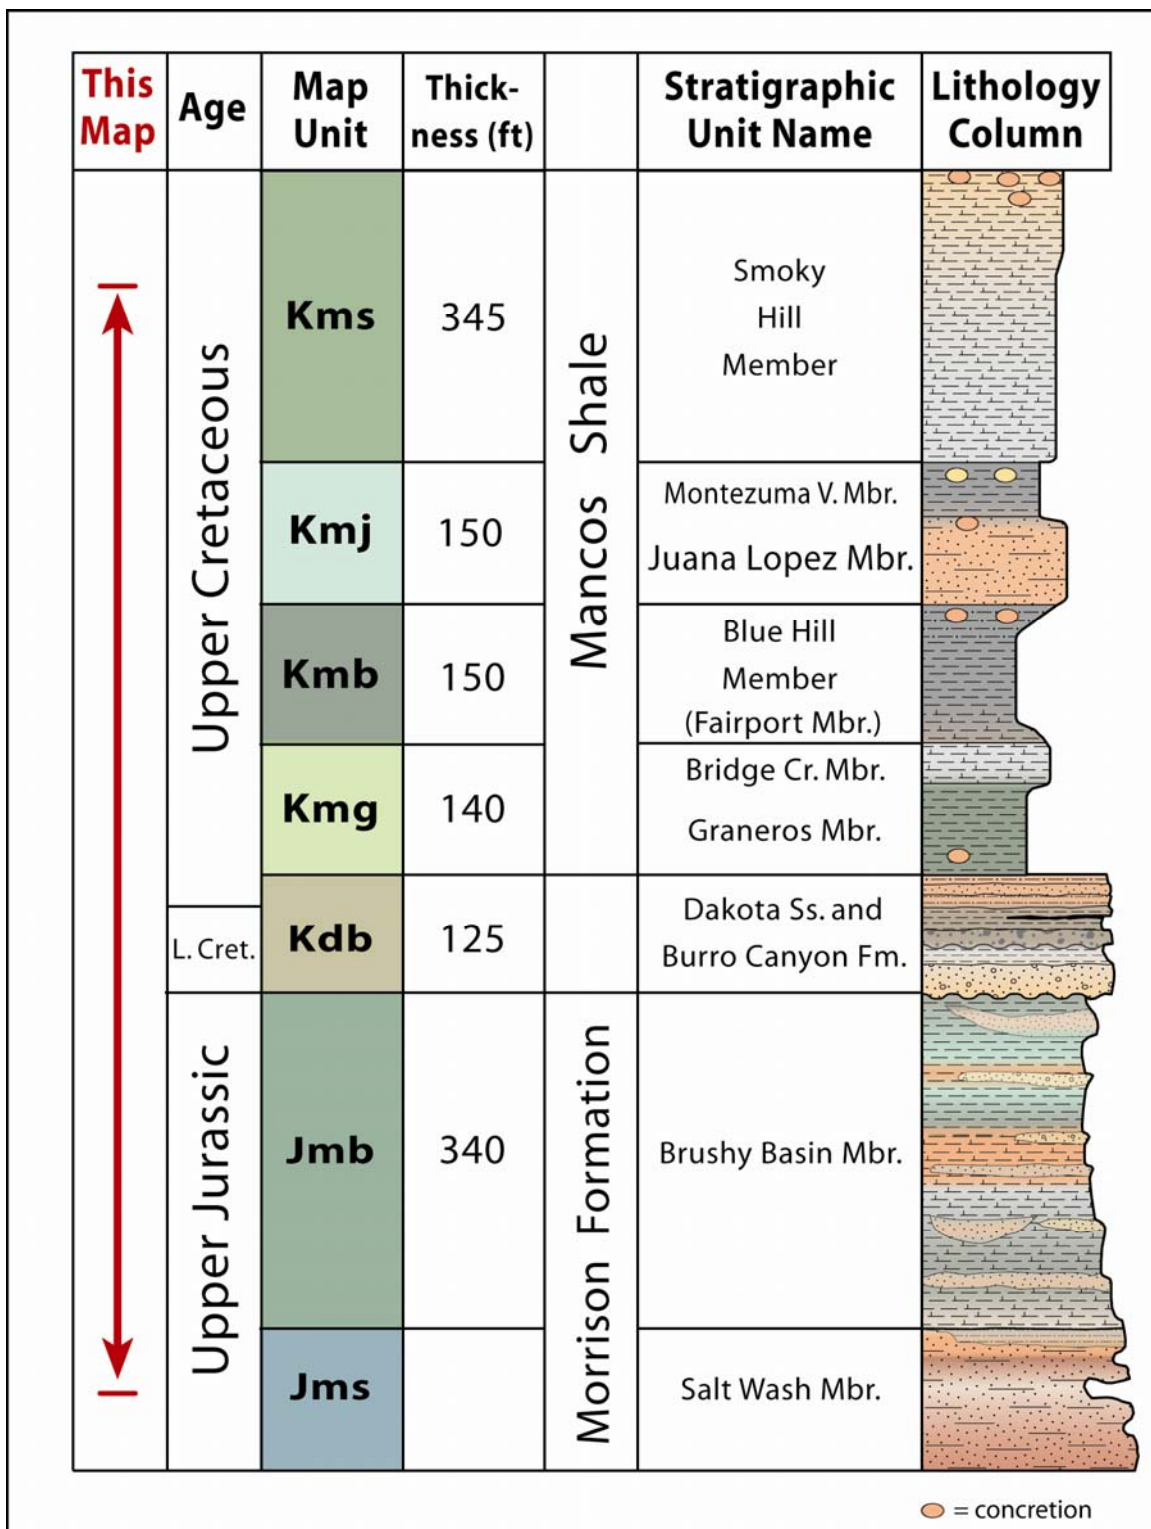 This
Map
Age
Map
Unit
Thick-
ness (ft)
Stratigraphic
Unit Name
Lithology
Column
Upper Cretaceous
L. Cret.
Upper Jurassic
Kms
345
Mancos Shale
Smoky
Hill
Member
Kmj
150
Montezuma V. Mbr.
Juana Lopez Mbr.
Kmb
150
Blue Hill
Member
(Fairport Mbr.)
Kmg
140
Bridge Cr. Mbr.
Graneros Mbr.
Kdb
125
Dakota Ss. and
Burro Canyon Fm.
Jmb
340
Morrison Formation
Brushy Basin Mbr.
Jms
Salt Wash Mbr.
= concretion